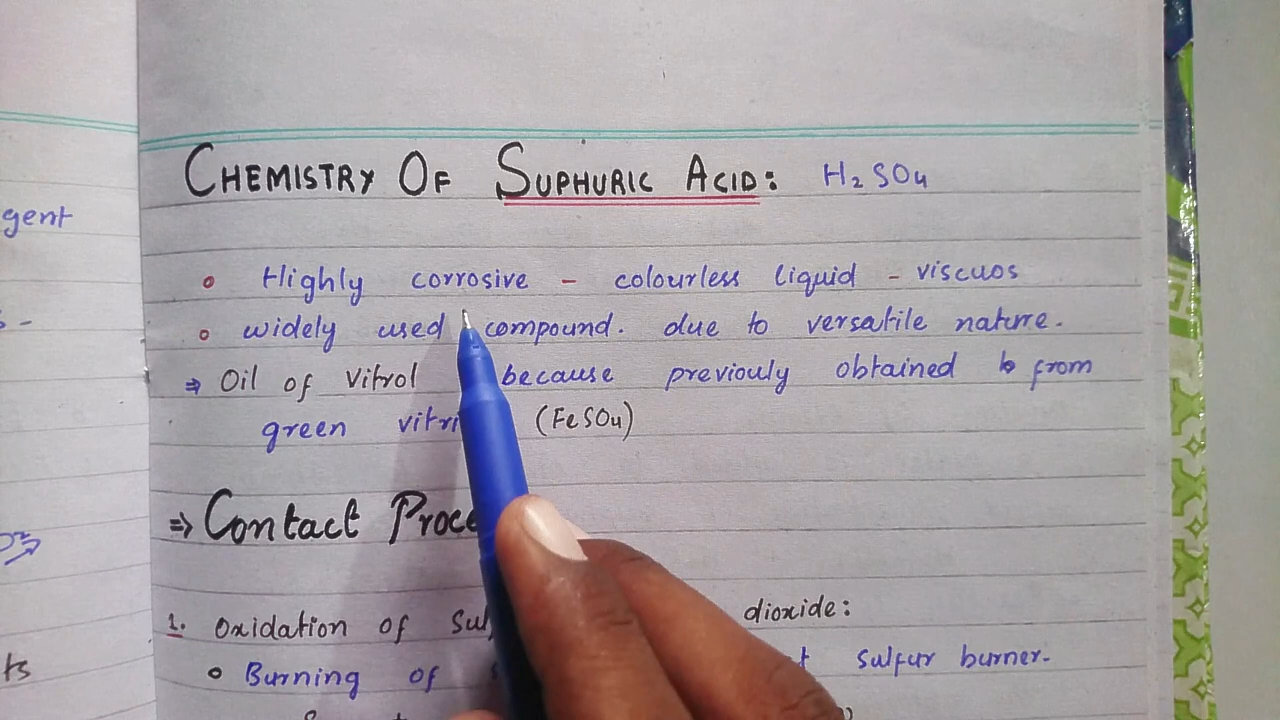 CHEMISTRY OF SUPHURIC ACID: H₂SO₄
gent
Highly corrosive - colourless liquid - viscuos
widely used compound. due to versatile nature.
⇒ Oil of Vitrol because previouly obtained from
green (FeSO₄)
⇒ Contact
1. Oxidation of dioxide:
Burning of sulfur burner.
ts